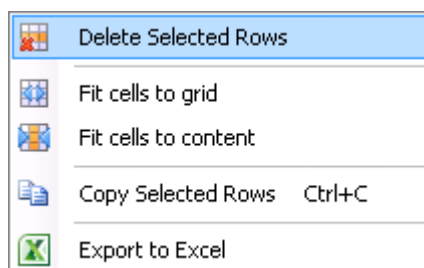 Delete Selected Rows
Fit cells to grid
Fit cells to content
Copy Selected Rows Ctrl+C
Export to Excel